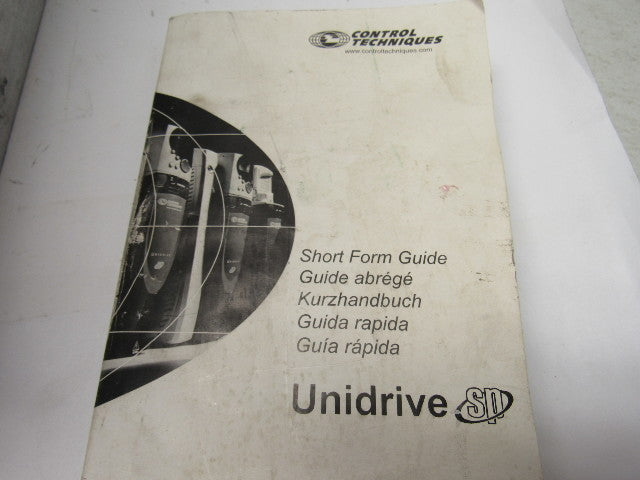 CONTROL
TECHNIQUES
www.controltechniques.com
Short Form Guide
Guide abrégé
Kurzhandbuch
Guida rapida
Guía rápida
Unidrive sp